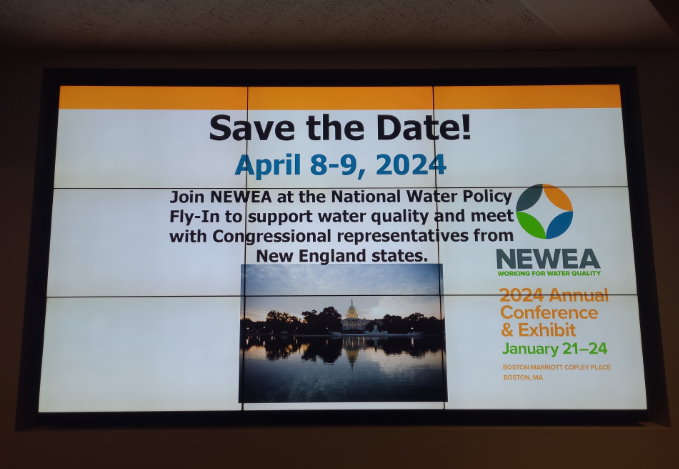 Save the Date!
April 8-9, 2024
Join NEWEA at the National Water Policy
Fly-In to support water quality and meet
with Congressional representatives from
New England states.
NEWEA
WORKING FOR WATER QUALITY
2024 Annual
Conference
& Exhibit
January 21–24
BOSTON MARRIOTT COPLEY PLACE
BOSTON, MA